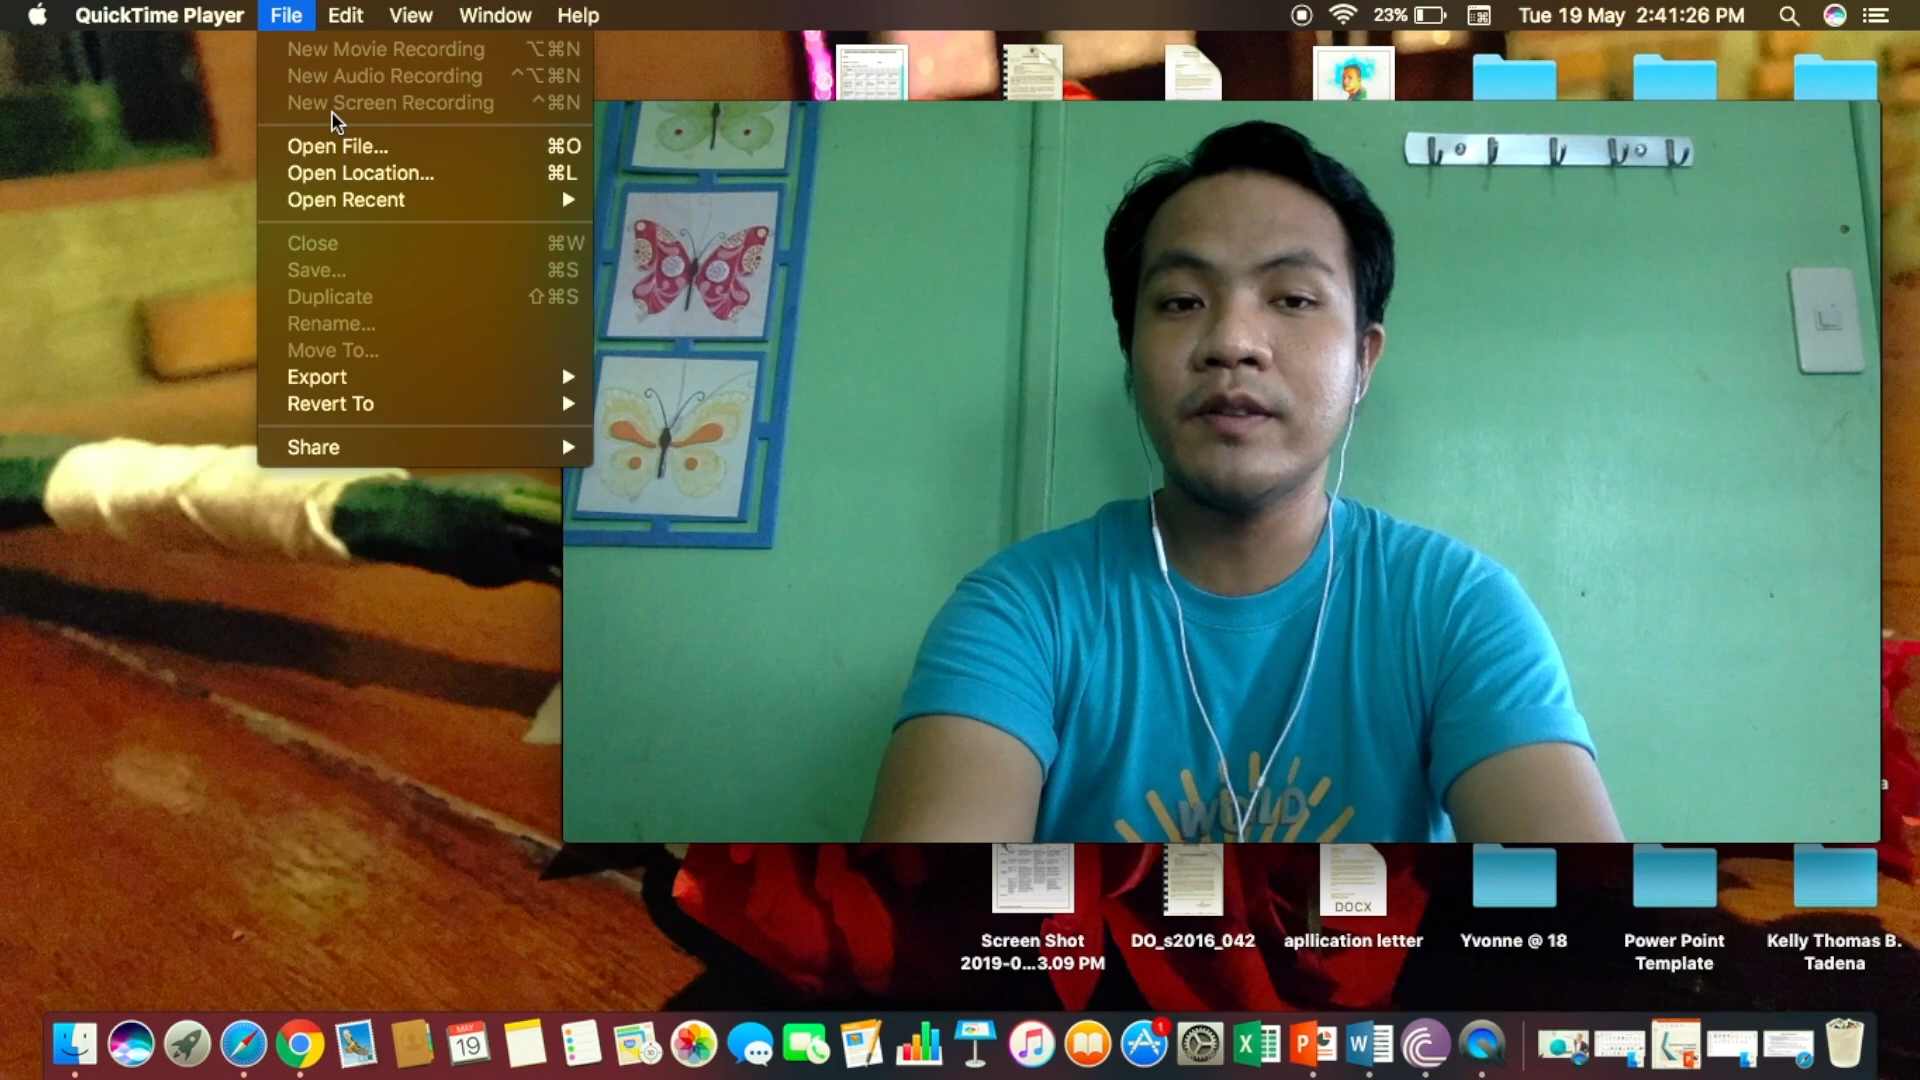 QuickTime Player File Edit View Window Help 23% Tue 19 May 2:41:26 PM
New Movie Recording ⌥⌘N
New Audio Recording ^⌥⌘N
New Screen Recording ^⌘N
Open File... ⌘O
Open Location... ⌘L
Open Recent
Close ⌘W
Save... ⌘S
Duplicate ⇧⌘S
Rename...
Move To...
Export
Revert To
Share
WOLD
DOCX
Screen Shot
2019-0...3.09 PM
DO_s2016_042
apllication letter
Yvonne @ 18
Power Point
Template
Kelly Thomas B.
Tadena
MAY
19
1
X
P
W